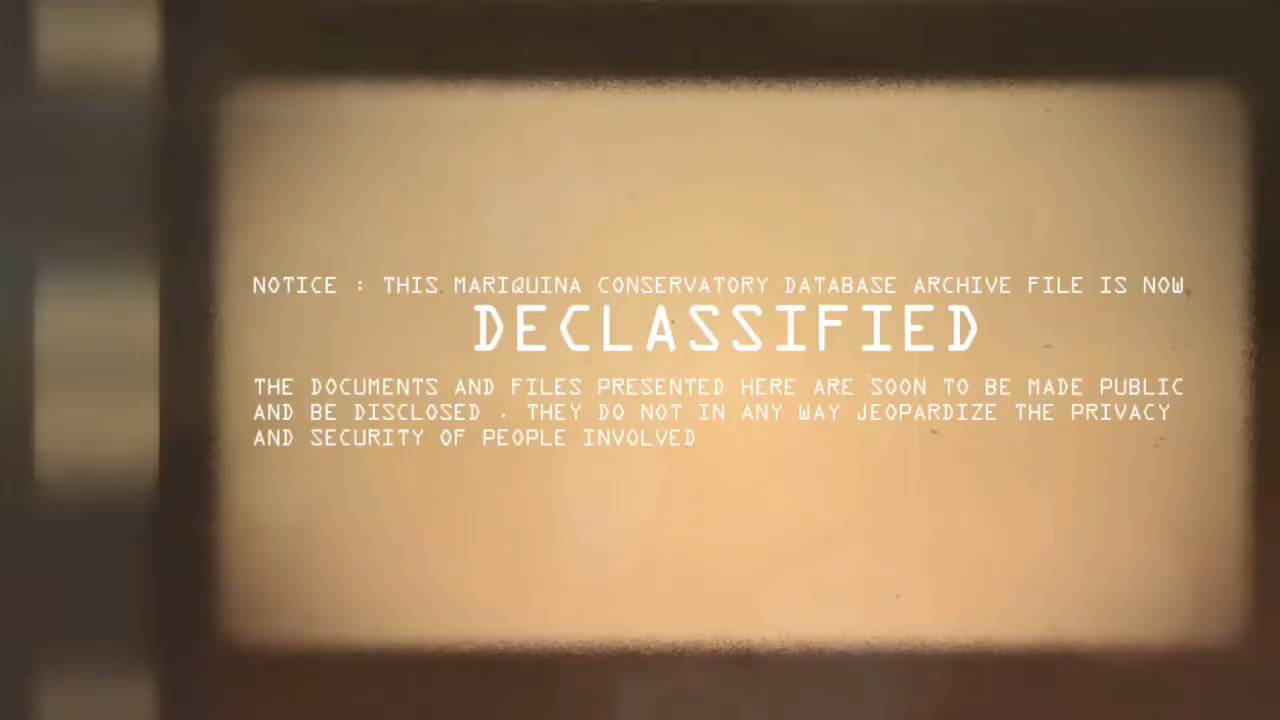 NOTICE : THIS MARIQUINA CONSERVATORY DATABASE ARCHIVE FILE IS NOW
DECLASSIFIED
THE DOCUMENTS AND FILES PRESENTED HERE ARE SOON TO BE MADE PUBLIC
AND BE DISCLOSED . THEY DO NOT IN ANY WAY JEOPARDIZE THE PRIVACY
AND SECURITY OF PEOPLE INVOLVED